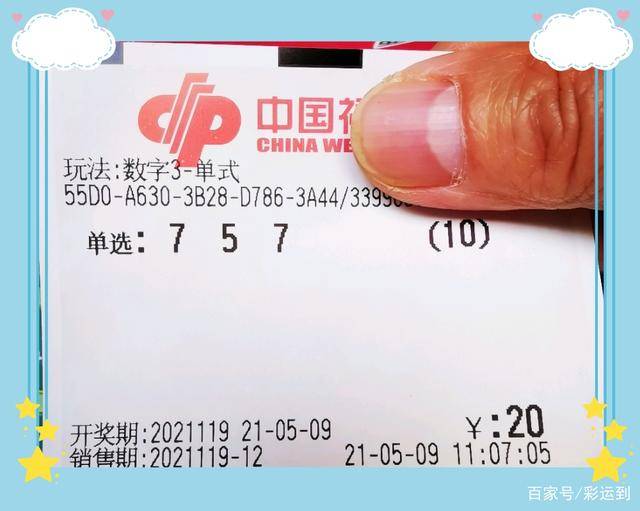 中国福
CHINA WE
玩法:数字3-单式
55D0-A630-3B28-D786-3A44/3399
单选: 7 5 7 (10)
¥:20
开奖期:2021119 21-05-09
销售期:2021119-12 21-05-09 11:07:05
百家号/彩运到